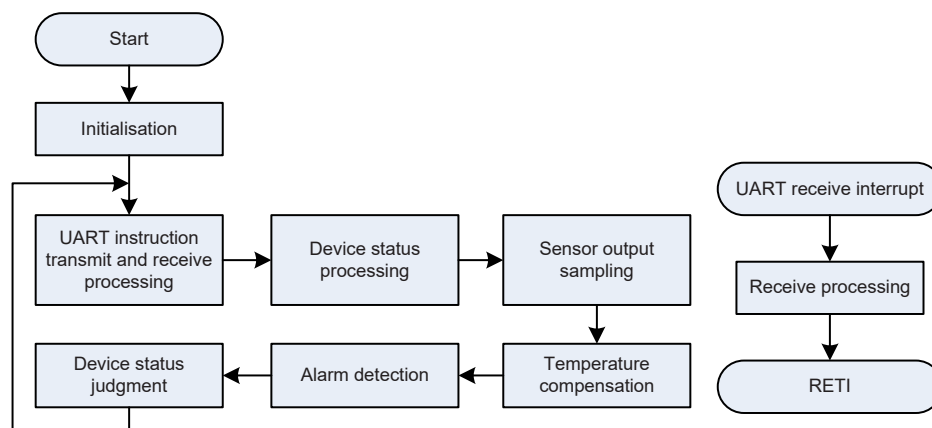 Start
Initialisation
UART instruction
transmit and receive
processing
Device status
processing
Sensor output
sampling
Temperature
compensation
Alarm detection
Device status
judgment
UART receive interrupt
Receive processing
RETI